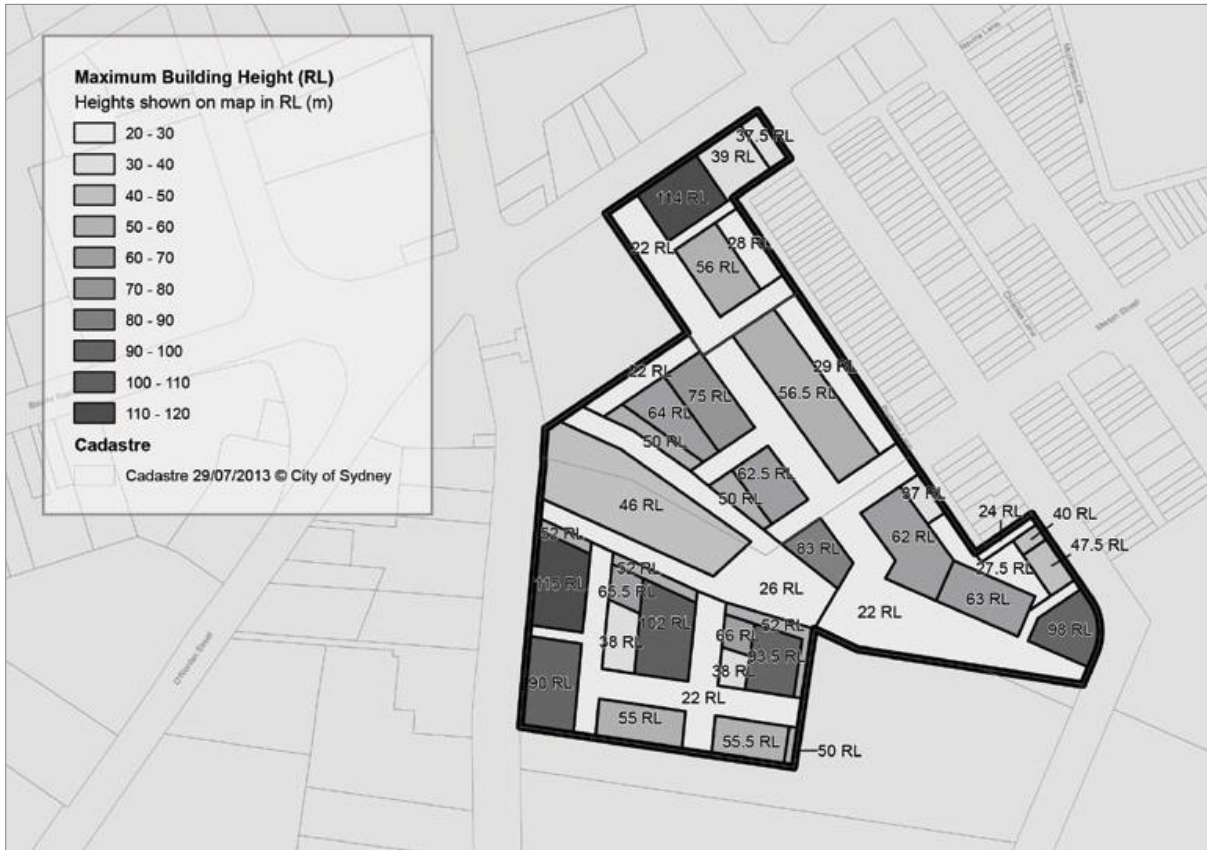 Maximum Building Height (RL)
Heights shown on map in RL (m)
20 - 30
30 - 40
40 - 50
50 - 60
60 - 70
70 - 80
80 - 90
90 - 100
100 - 110
110 - 120
Cadastre
Cadastre 29/07/2013 © City of Sydney
37.5 RL
39 RL
114 RL
22 RL
28 RL
56 RL
29 RL
22 RL
75 RL
56.5 RL
64 RL
50 RL
62.5 RL
50 RL
37 RL
46 RL
24 RL
40 RL
62 RL
47.5 RL
52 RL
83 RL
27.5 RL
52 RL
115 RL
65.5 RL
26 RL
63 RL
22 RL
102 RL
52 RL
98 RL
66 RL
38 RL
93.5 RL
38 RL
90 RL
22 RL
55 RL
55.5 RL
50 RL
O'Riordan Street